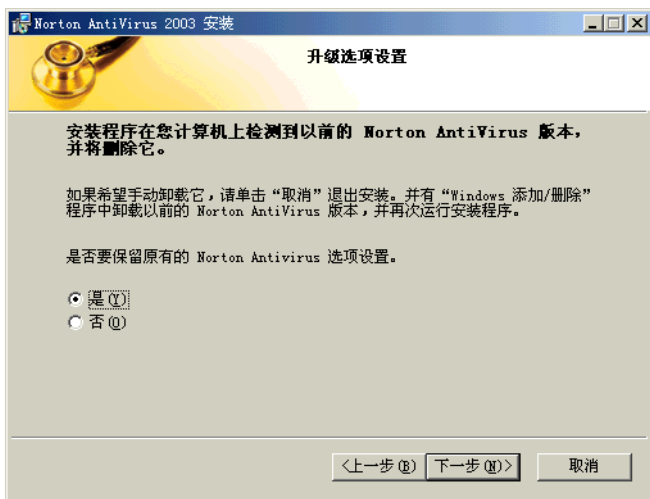 Norton AntiVirus 2003 安装
升级选项设置
安装程序在您计算机上检测到以前的 Norton AntiVirus 版本，
并将删除它。
如果希望手动卸载它，请单击“取消”退出安装。并有“Windows 添加/删除”
程序中卸载以前的 Norton AntiVirus 版本，并再次运行安装程序。
是否要保留原有的 Norton Antivirus 选项设置。
是(Y)
否(O)
<上一步(B) 下一步(N)> 取消